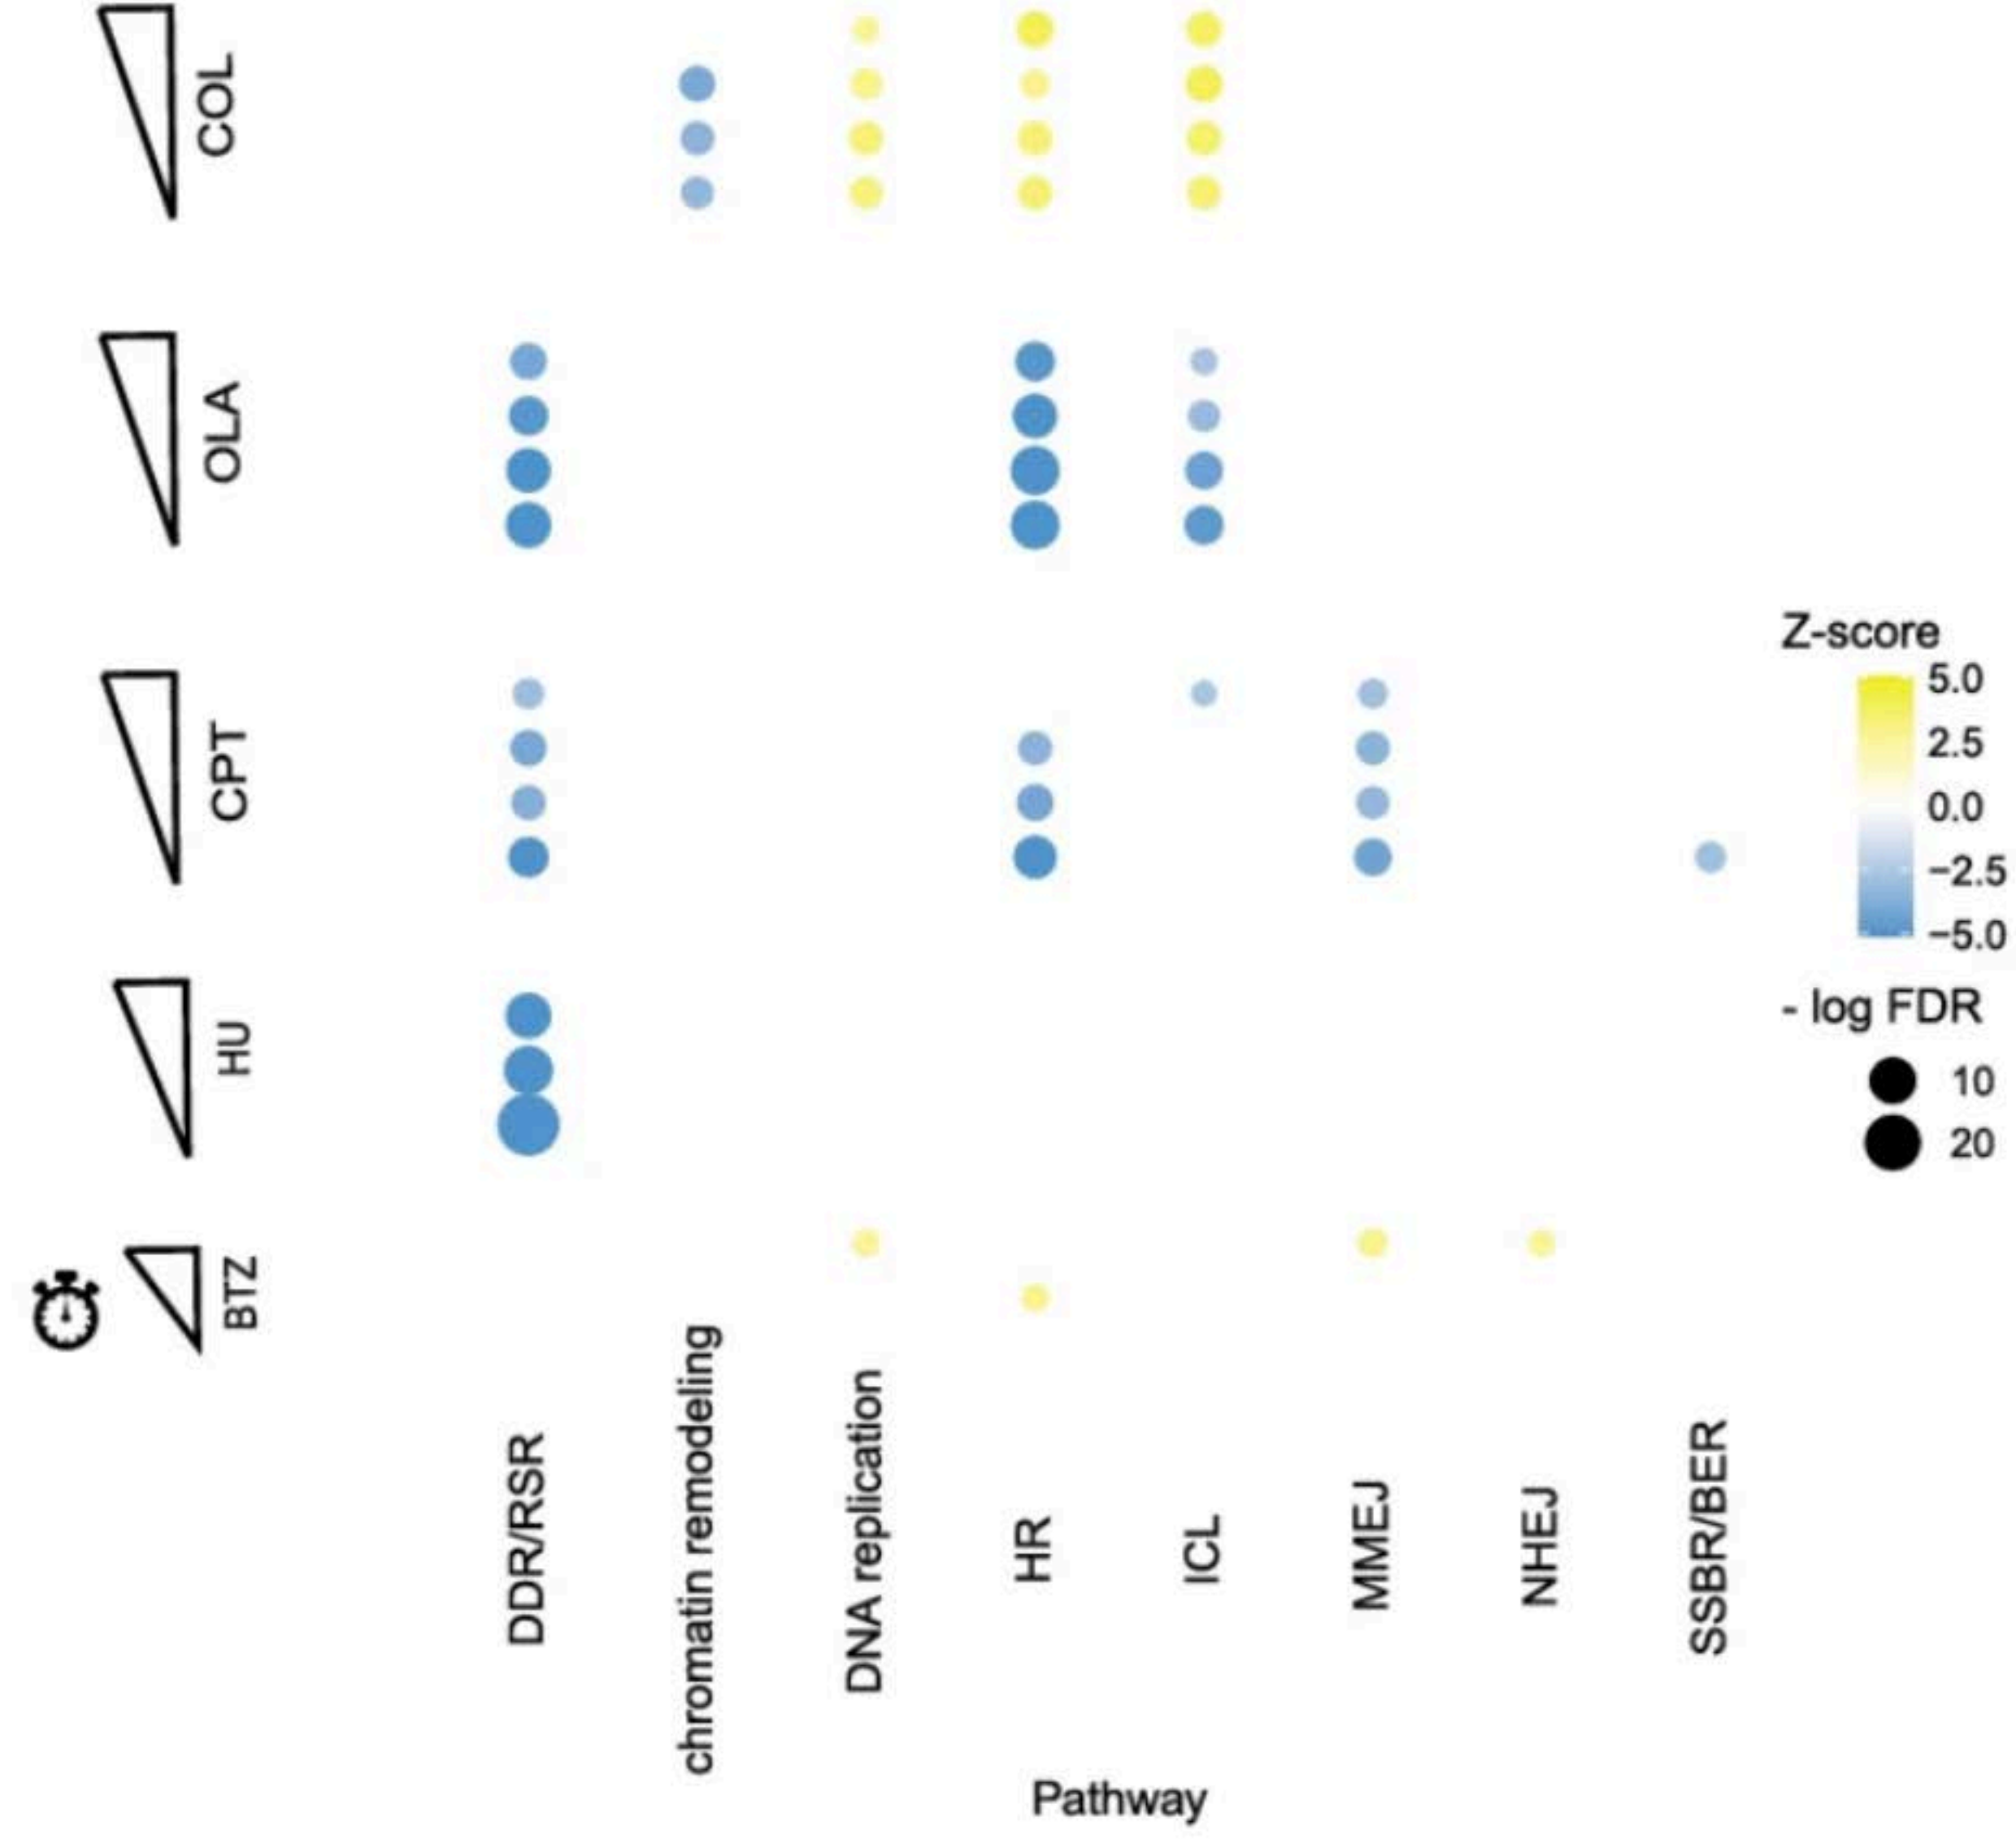 COL
OLA
CPT
HU
BTZ
DDR/RSR
chromatin remodeling
DNA replication
HR
ICL
MMEJ
NHEJ
SSBR/BER
Pathway
Z-score
5.0
2.5
0.0
−2.5
−5.0
- log FDR
10
20